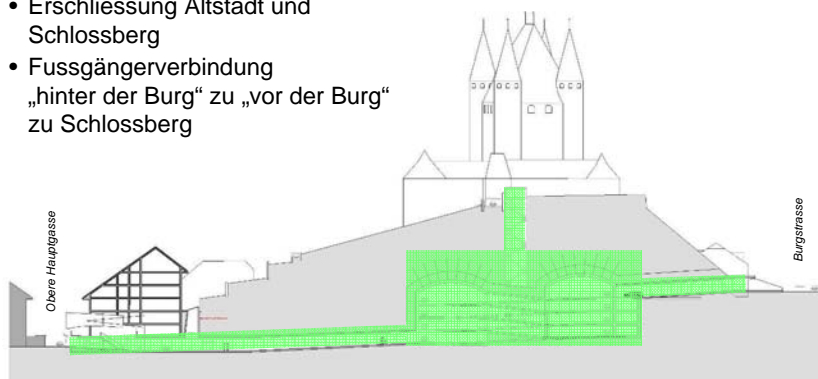 • Erschliessung Altstadt und
Schlossberg
• Fussgängerverbindung
„hinter der Burg“ zu „vor der Burg“
zu Schlossberg
Obere Hauptgasse
Burgstrasse